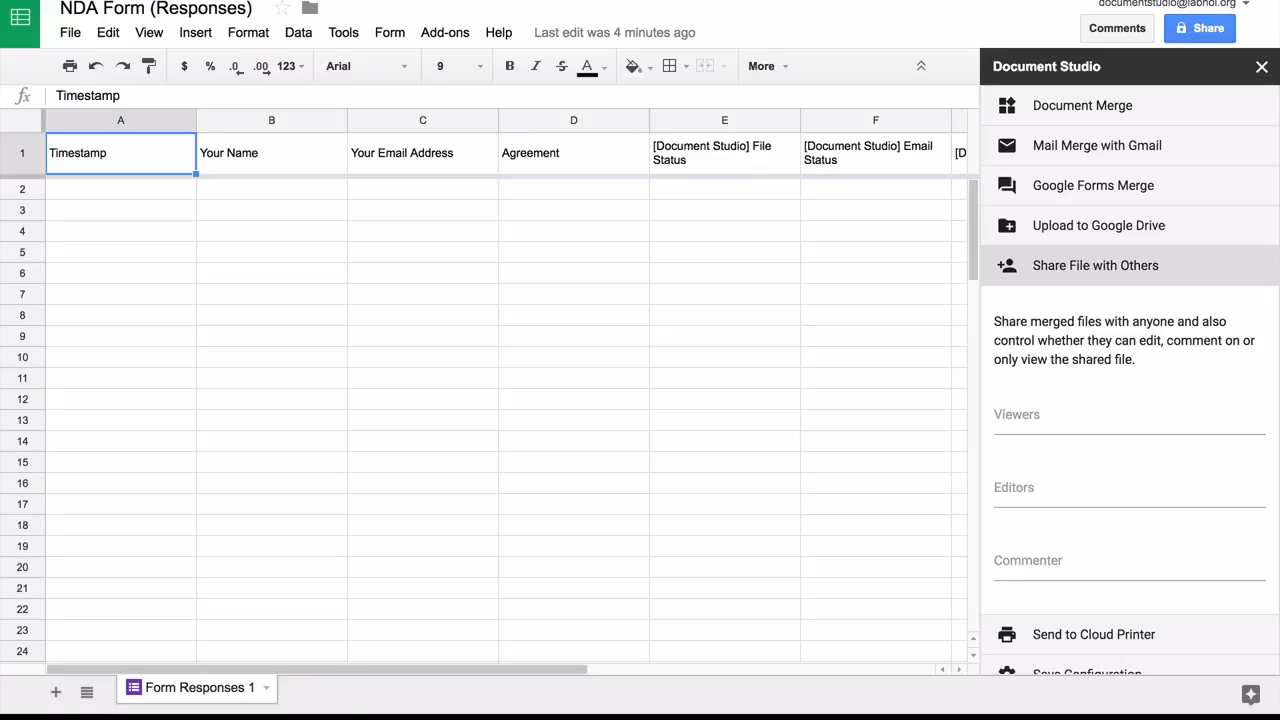 NDA Form (Responses)
documentstudio@labnol.org
File Edit View Insert Format Data Tools Form Add-ons Help Last edit was 4 minutes ago
Comments
Share
$ % .0 .00 123 Arial 9 B I S A More
fx Timestamp
A B C D E F
1 Timestamp Your Name Your Email Address Agreement [Document Studio] File Status [Document Studio] Email Status [D
2
3
4
5
6
7
8
9
10
11
12
13
14
15
16
17
18
19
20
21
22
23
24
Form Responses 1
Document Studio
Document Merge
Mail Merge with Gmail
Google Forms Merge
Upload to Google Drive
Share File with Others
Share merged files with anyone and also
control whether they can edit, comment on or
only view the shared file.
Viewers
Editors
Commenter
Send to Cloud Printer
Save Configuration